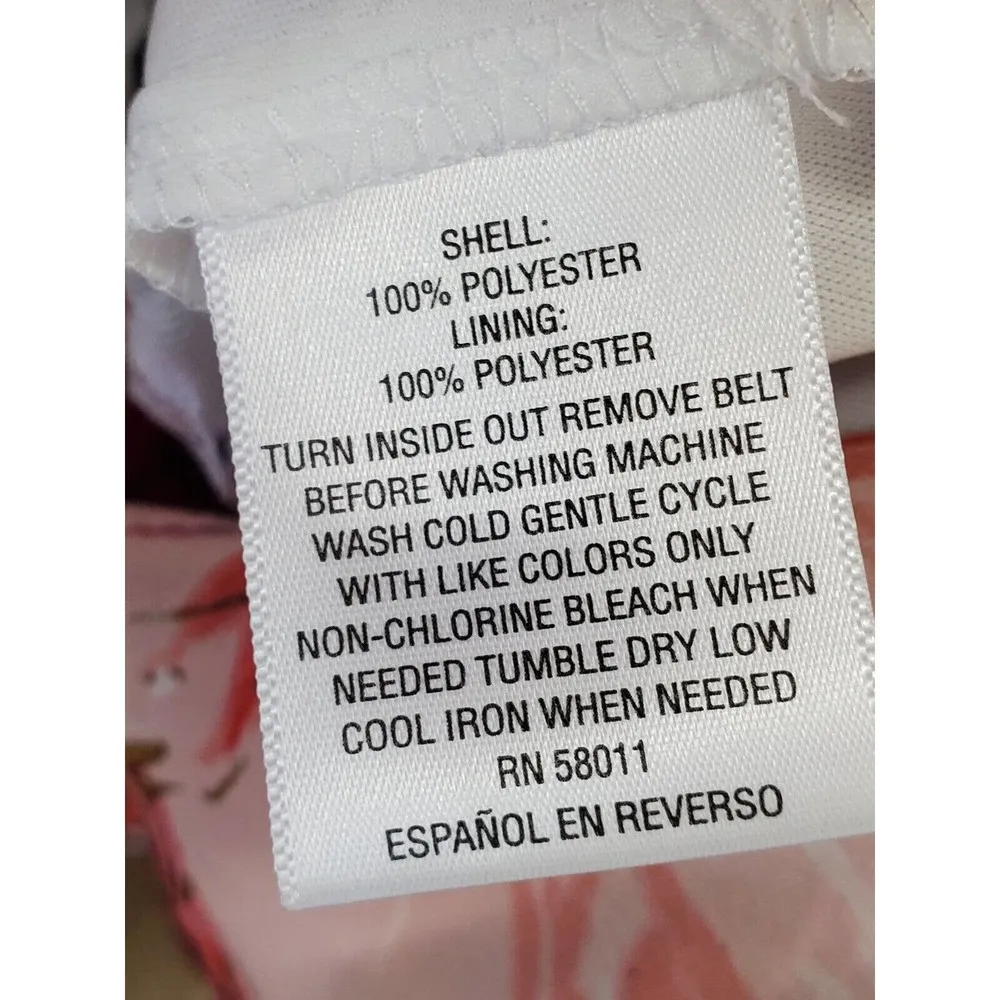 SHELL:
100% POLYESTER
LINING:
100% POLYESTER
TURN INSIDE OUT REMOVE BELT
BEFORE WASHING MACHINE
WASH COLD GENTLE CYCLE
WITH LIKE COLORS ONLY
NON-CHLORINE BLEACH WHEN
NEEDED TUMBLE DRY LOW
COOL IRON WHEN NEEDED
RN 58011
ESPAÑOL EN REVERSO